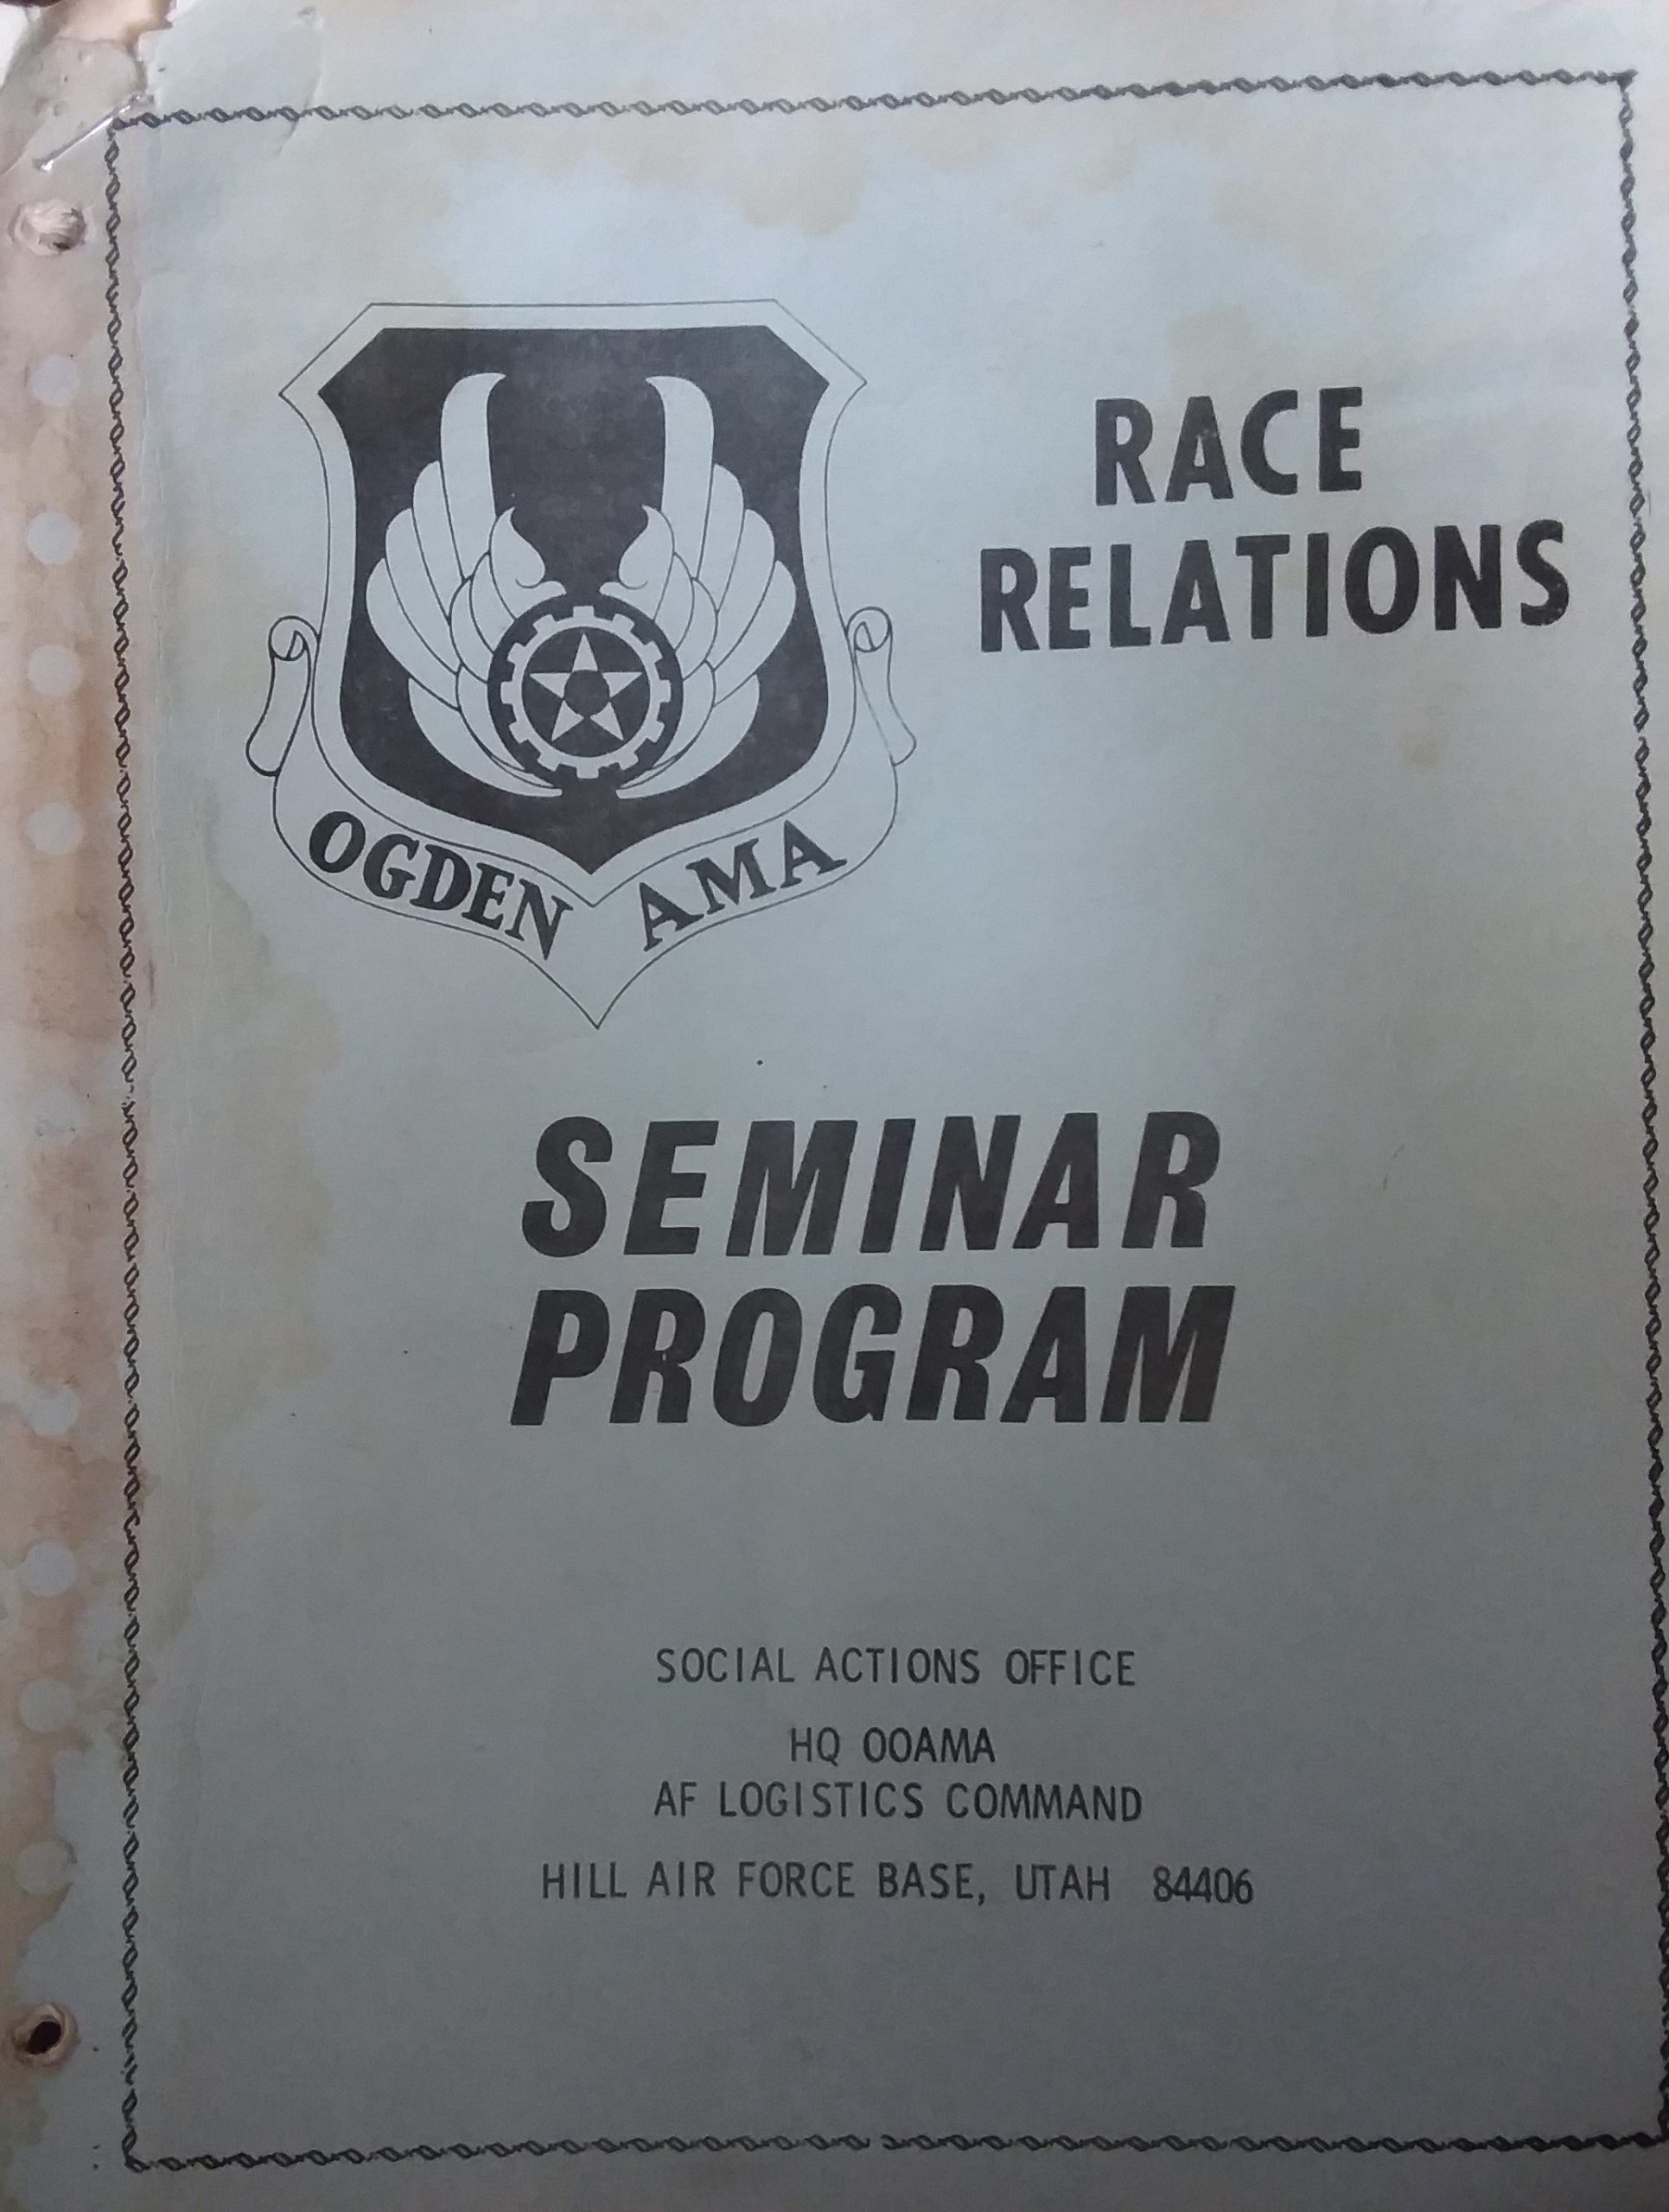 RACE
RELATIONS
OGDEN AMA
SEMINAR
PROGRAM
SOCIAL ACTIONS OFFICE
HQ OOAMA
AF LOGISTICS COMMAND
HILL AIR FORCE BASE, UTAH 84406